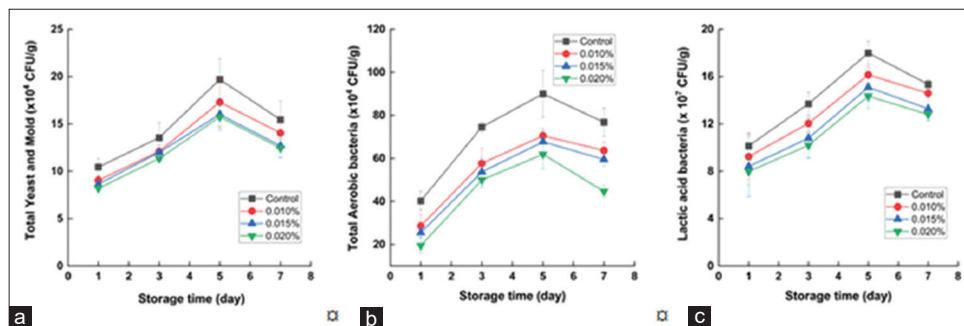 25
20
15
10
5
0
Total Yeast and Mold (x10⁴ CFU/g)
Control
0.010%
0.015%
0.020%
0 1 2 3 4 5 6 7 8
Storage time (day)
a
¤
120
100
80
60
40
20
Total Aerobic bacteria (x 10⁴ CFU/g)
Control
0.010%
0.015%
0.020%
0 1 2 3 4 5 6 7 8
Storage time (day)
b
¤
20
16
12
8
4
0
Lactic acid bacteria (x 10⁷ CFU/g)
Control
0.010%
0.015%
0.020%
0 1 2 3 4 5 6 7 8
Storage time (day)
c